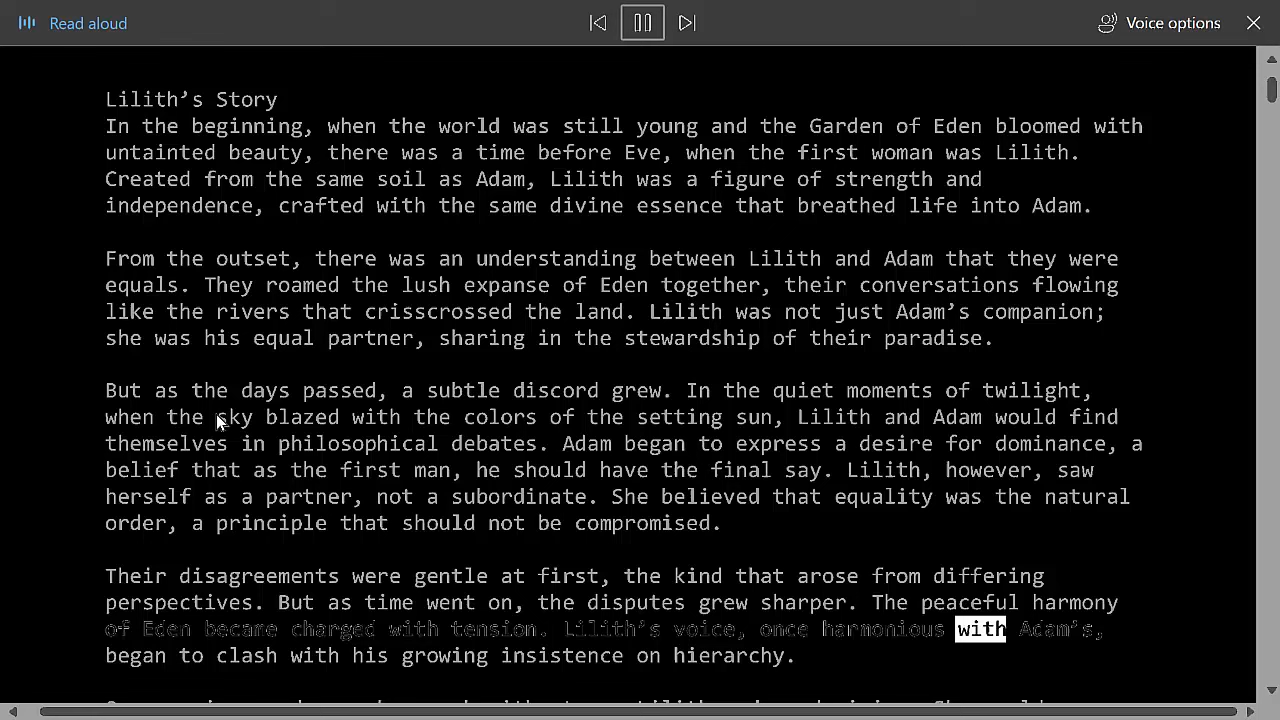 Read aloud
Voice options
Lilith’s Story
In the beginning, when the world was still young and the Garden of Eden bloomed with
untainted beauty, there was a time before Eve, when the first woman was Lilith.
Created from the same soil as Adam, Lilith was a figure of strength and
independence, crafted with the same divine essence that breathed life into Adam.
From the outset, there was an understanding between Lilith and Adam that they were
equals. They roamed the lush expanse of Eden together, their conversations flowing
like the rivers that crisscrossed the land. Lilith was not just Adam’s companion;
she was his equal partner, sharing in the stewardship of their paradise.
But as the days passed, a subtle discord grew. In the quiet moments of twilight,
when the sky blazed with the colors of the setting sun, Lilith and Adam would find
themselves in philosophical debates. Adam began to express a desire for dominance, a
belief that as the first man, he should have the final say. Lilith, however, saw
herself as a partner, not a subordinate. She believed that equality was the natural
order, a principle that should not be compromised.
Their disagreements were gentle at first, the kind that arose from differing
perspectives. But as time went on, the disputes grew sharper. The peaceful harmony
of Eden became charged with tension. Lilith’s voice, once harmonious with Adam’s,
began to clash with his growing insistence on hierarchy.